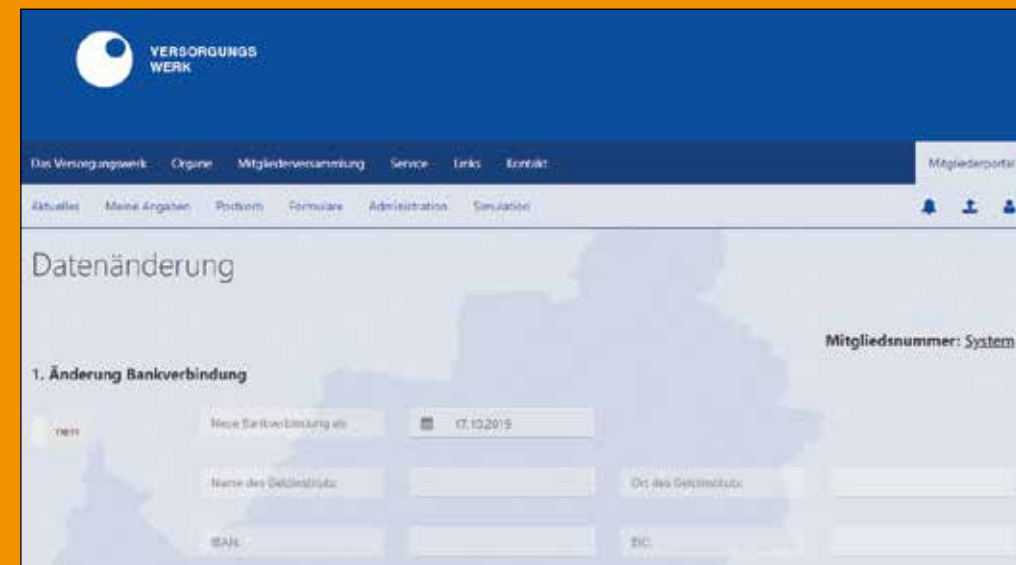 VERSORGUNGS
WERK
Das Versorgungswerk Organe Mitgliederversammlung Service Links Kontakt Mitgliederportal
Aktuelles Meine Angaben Postkorb Formulare Administration Simulation
Datenänderung
Mitgliedsnummer: System
1. Änderung Bankverbindung
nein Neue Bankverbindung ab: 17.10.2019
Name des Geldinstituts: Ort des Geldinstituts:
IBAN: BIC: